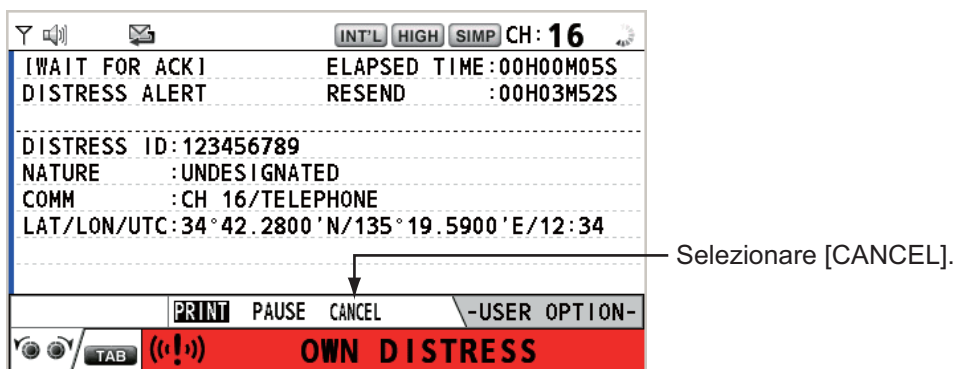 INT'L HIGH SIMP CH: 16
[WAIT FOR ACK] ELAPSED TIME:00H00M05S
DISTRESS ALERT RESEND :00H03M52S
DISTRESS ID:123456789
NATURE :UNDESIGNATED
COMM :CH 16/TELEPHONE
LAT/LON/UTC:34°42.2800'N/135°19.5900'E/12:34
Selezionare [CANCEL].
PRINT PAUSE CANCEL -USER OPTION-
TAB OWN DISTRESS